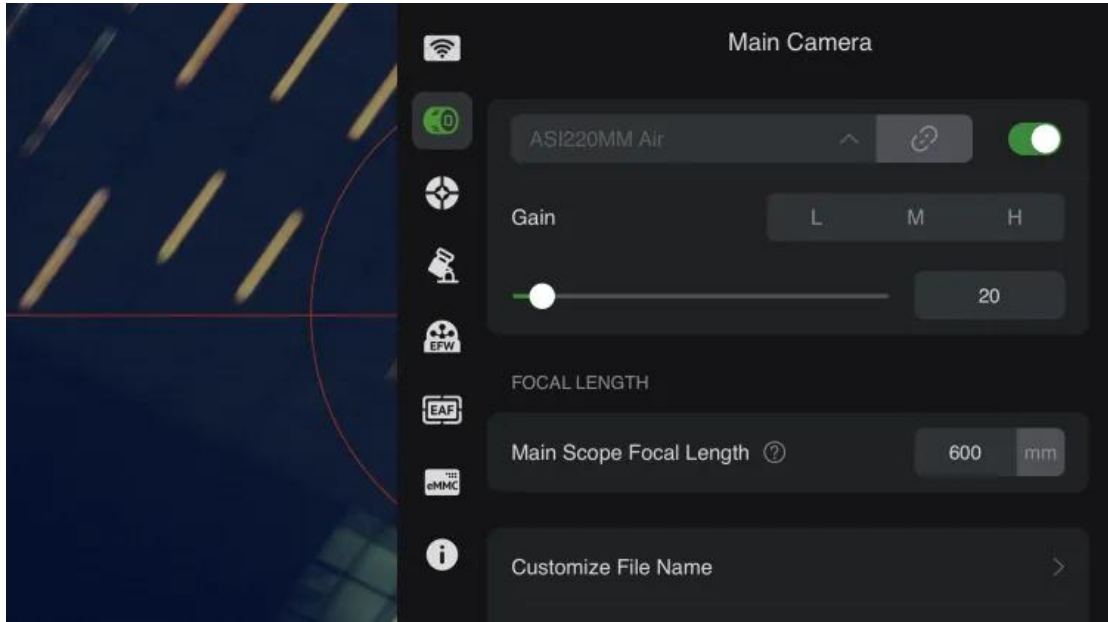 Main Camera
ASI220MM Air
Gain
L M H
20
EFW
FOCAL LENGTH
EAF
Main Scope Focal Length ?
600 mm
eMMC
i
Customize File Name